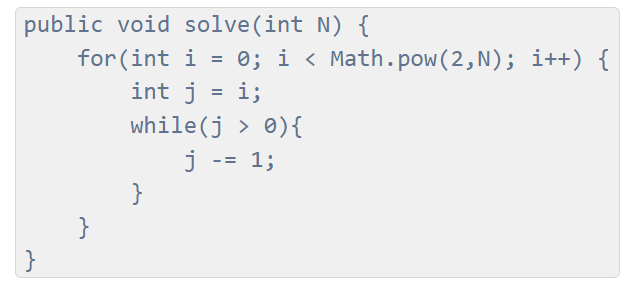 public void solve(int N) {
    for(int i = 0; i < Math.pow(2,N); i++) {
        int j = i;
        while(j > 0){
            j -= 1;
        }
    }
}